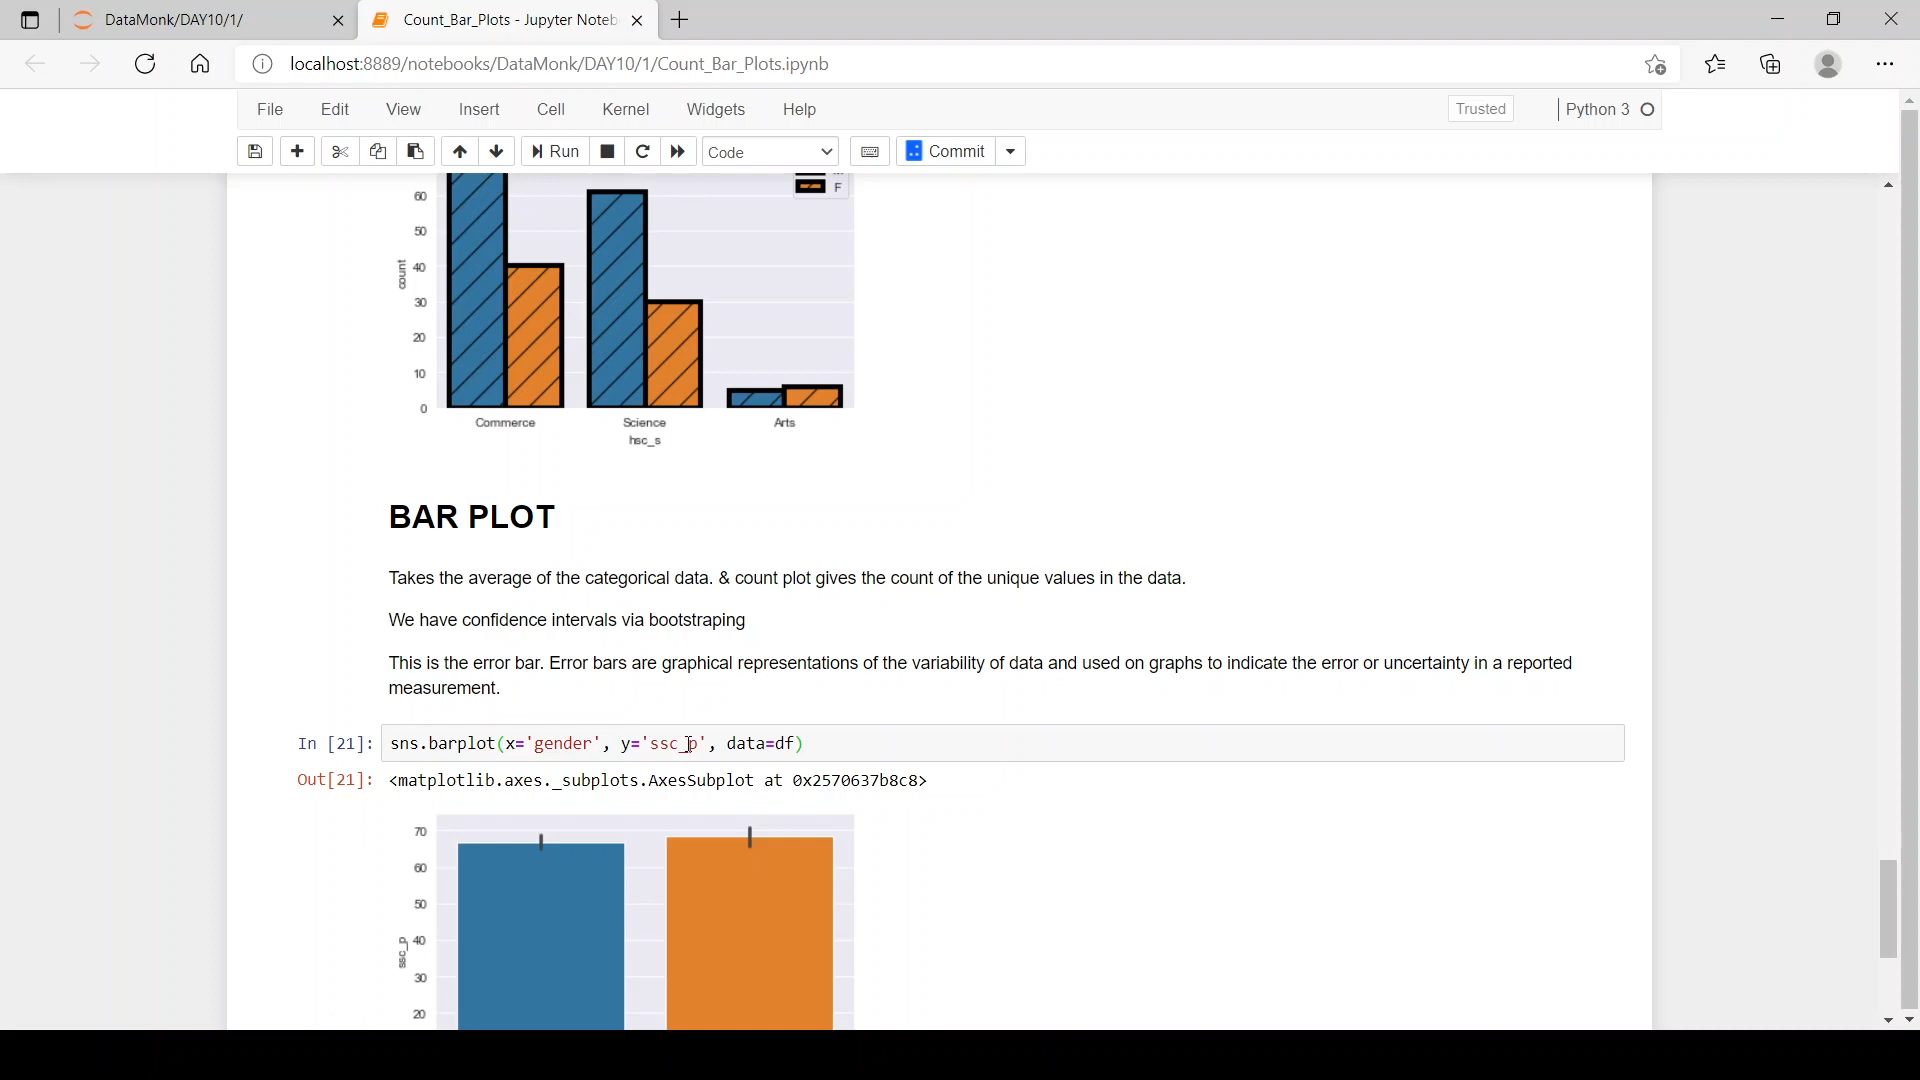 DataMonk/DAY10/1/
Count_Bar_Plots - Jupyter Noteb
localhost:8889/notebooks/DataMonk/DAY10/1/Count_Bar_Plots.ipynb
File Edit View Insert Cell Kernel Widgets Help Trusted Python 3
Run Code Commit
F
60
50
40
30
20
10
0
count
Commerce Science Arts
hsc_s
BAR PLOT
Takes the average of the categorical data. & count plot gives the count of the unique values in the data.
We have confidence intervals via bootstraping
This is the error bar. Error bars are graphical representations of the variability of data and used on graphs to indicate the error or uncertainty in a reported
measurement.
In [21]: sns.barplot(x='gender', y='ssc_p', data=df)
Out[21]: <matplotlib.axes._subplots.AxesSubplot at 0x2570637b8c8>
70
60
50
40
30
20
ssc_p